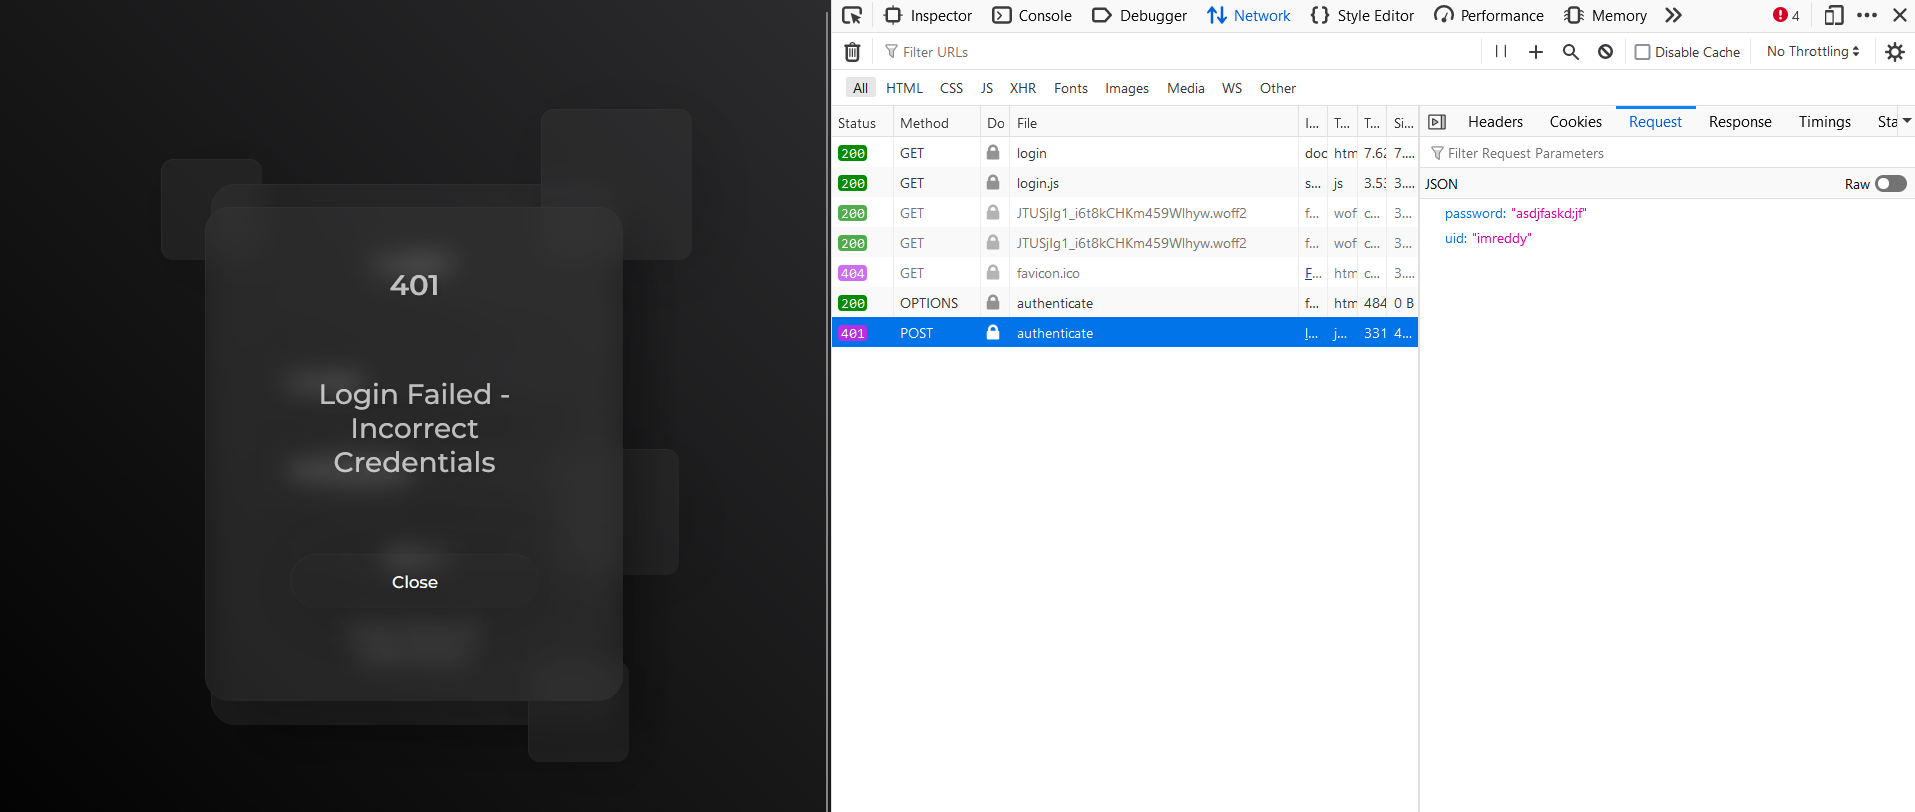 401
Login Failed -
Incorrect
Credentials
Close
Inspector Console Debugger Network Style Editor Performance Memory 4
Filter URLs Disable Cache No Throttling
All HTML CSS JS XHR Fonts Images Media WS Other
Status Method Do File I... T... T... Si...
200 GET login doc htm 7.62 7....
200 GET login.js s... js 3.53 3....
200 GET JTUSjIg1_i6t8kCHKm459Wlhyw.woff2 f... wof c... 3...
200 GET JTUSjIg1_i6t8kCHKm459Wlhyw.woff2 f... wof c... 3...
404 GET favicon.ico F... htm c... 3....
200 OPTIONS authenticate f... htm 484 0 B
401 POST authenticate l... j... 331 4...
Headers Cookies Request Response Timings Sta
Filter Request Parameters
JSON Raw
password: "asdjfaskd;jf"
uid: "imreddy"